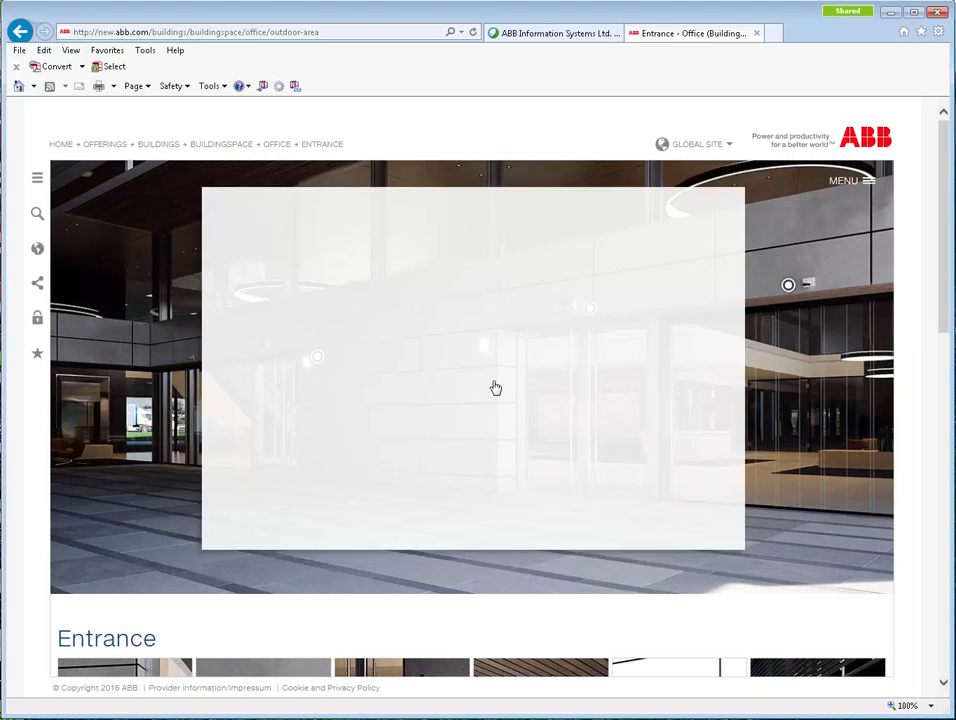 Shared
http://new.abb.com/buildings/buildingspace/office/outdoor-area
ABB Information Systems Ltd. ...
ABB Entrance - Office (Building...
File Edit View Favorites Tools Help
Convert Select
Page Safety Tools
HOME + OFFERINGS + BUILDINGS + BUILDINGSPACE + OFFICE + ENTRANCE
GLOBAL SITE
Power and productivity
for a better world™
ABB
MENU
Entrance
© Copyright 2016 ABB | Provider information/Impressum | Cookie and Privacy Policy
100%